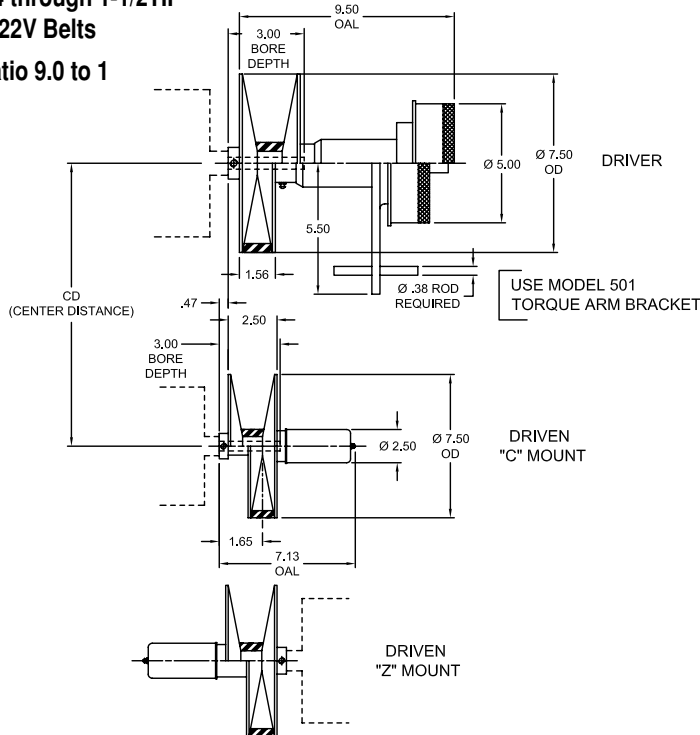 through 1-1/2HP
22V Belts
atio 9.0 to 1
9.50
OAL
3.00
BORE
DEPTH
Ø 5.00
Ø 7.50
OD
DRIVER
5.50
1.56
Ø .38 ROD
REQUIRED
USE MODEL 501
TORQUE ARM BRACKET
CD
(CENTER DISTANCE)
.47
2.50
3.00
BORE
DEPTH
Ø 2.50
Ø 7.50
OD
DRIVEN
"C" MOUNT
1.65
7.13
OAL
DRIVEN
"Z" MOUNT